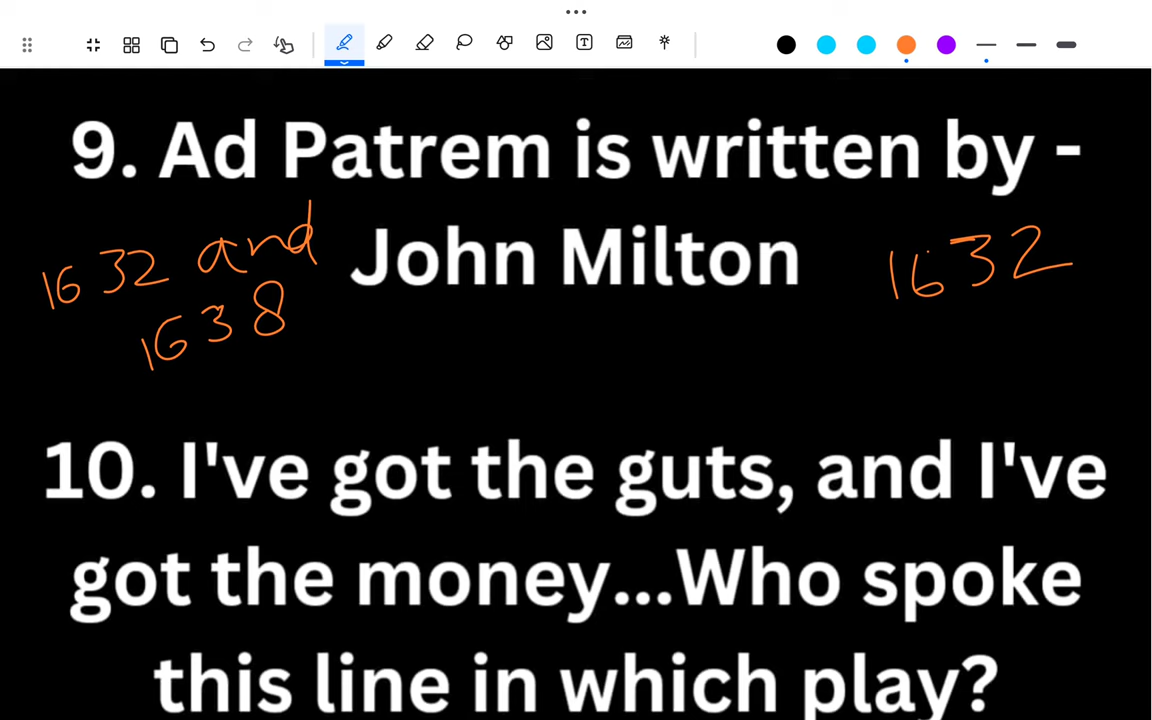 9. Ad Patrem is written by -
John Milton
1632 and
1638
1632
10. I've got the guts, and I've
got the money...Who spoke
this line in which play?